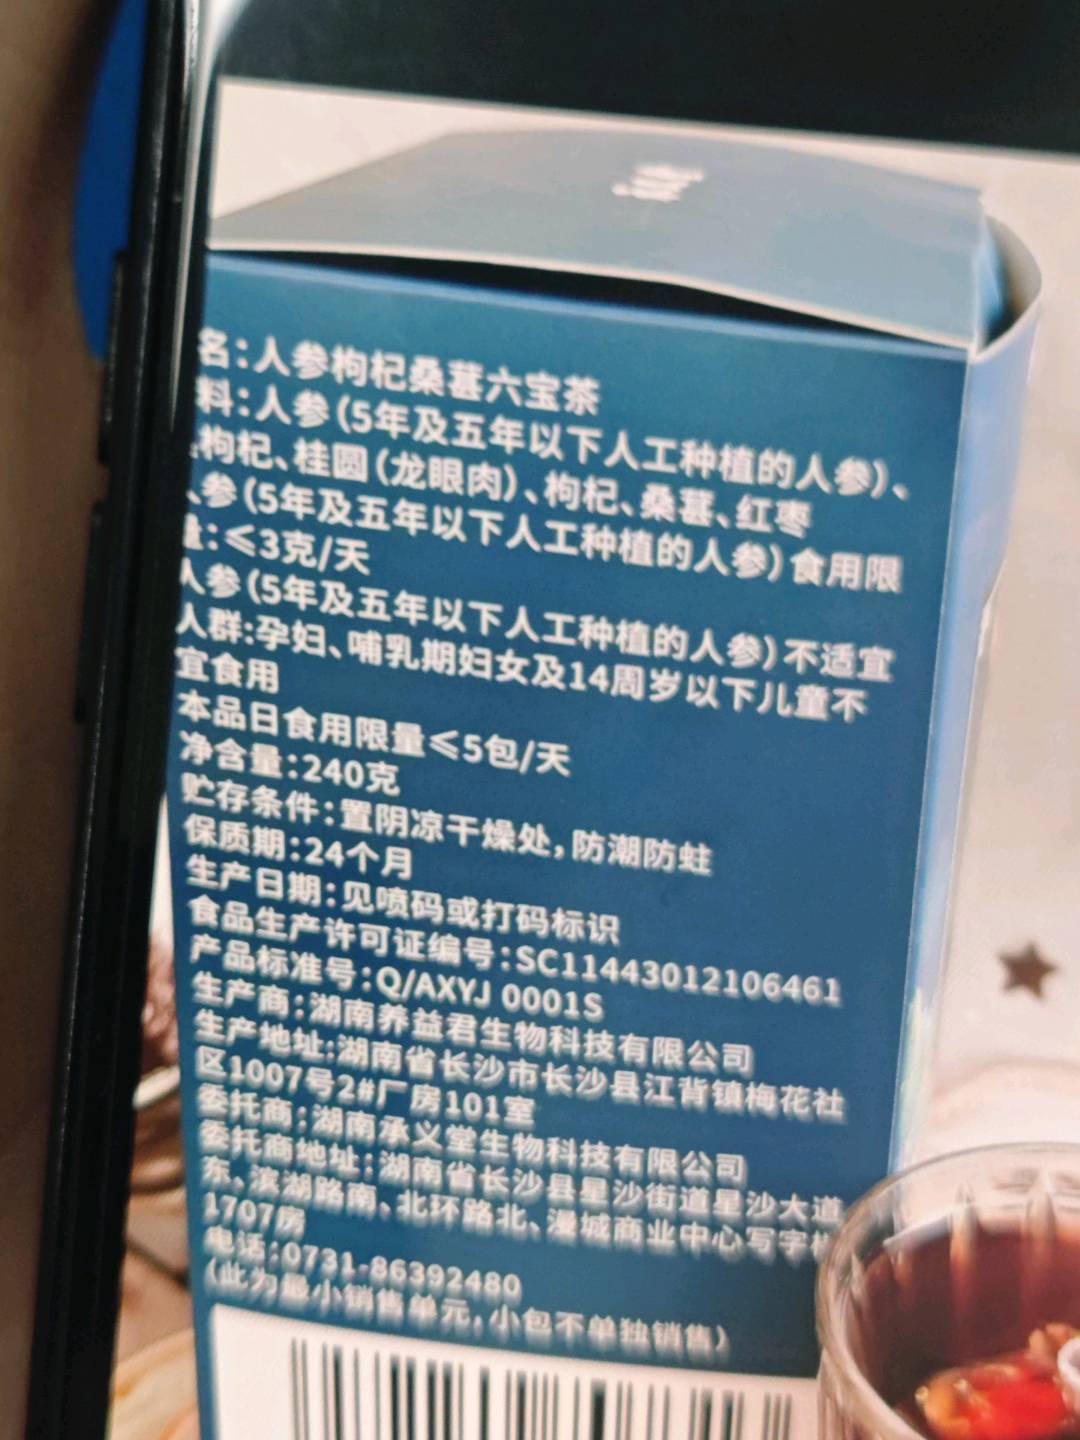 名：人参枸杞桑葚六宝茶
料：人参（5年及五年以下人工种植的人参）、
枸杞、桂圆（龙眼肉）、枸杞、桑葚、红枣
人参（5年及五年以下人工种植的人参）食用限
量：≤3克/天
人参（5年及五年以下人工种植的人参）不适宜
人群：孕妇、哺乳期妇女及14周岁以下儿童不
宜食用
本品日食用限量≤5包/天
净含量：240克
贮存条件：置阴凉干燥处，防潮防蛀
保质期：24个月
生产日期：见喷码或打码标识
食品生产许可证编号：SC11443012106461
产品标准号：Q/AXYJ 0001S
生产商：湖南养益君生物科技有限公司
生产地址：湖南省长沙市长沙县江背镇梅花社
区1007号2#厂房101室
委托商：湖南承义堂生物科技有限公司
委托商地址：湖南省长沙县星沙街道星沙大道
东，滨湖路南、北环路北、漫城商业中心写字
1707房
电话：0731-86392480
（此为最小销售单元，小包不单独销售）